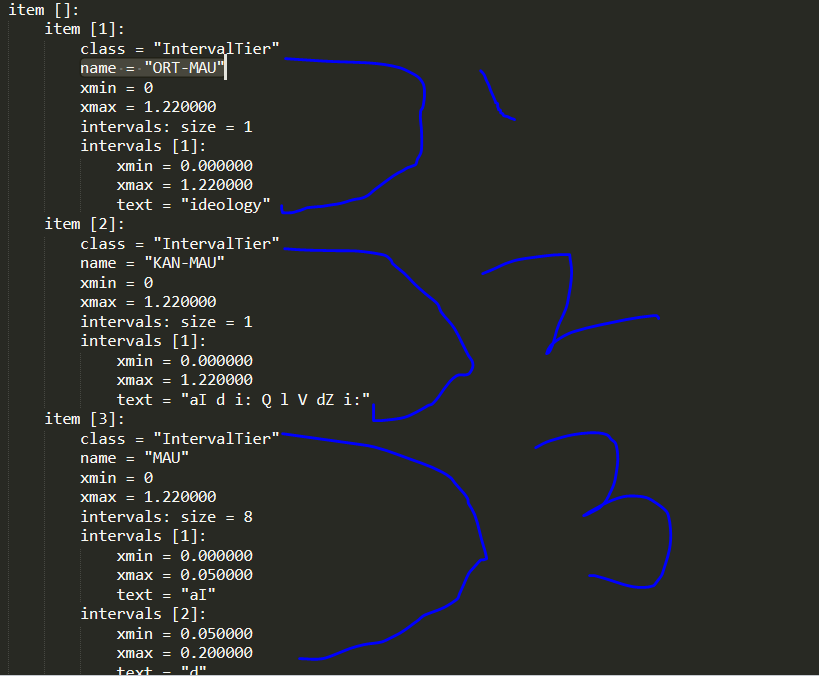 item []:
item [1]:
class = "IntervalTier"
name = "ORT-MAU"
xmin = 0
xmax = 1.220000
intervals: size = 1
intervals [1]:
xmin = 0.000000
xmax = 1.220000
text = "ideology"
1
item [2]:
class = "IntervalTier"
name = "KAN-MAU"
xmin = 0
xmax = 1.220000
intervals: size = 1
intervals [1]:
xmin = 0.000000
xmax = 1.220000
text = "aI d i: Q l V dZ i:"
2
item [3]:
class = "IntervalTier"
name = "MAU"
xmin = 0
xmax = 1.220000
intervals: size = 8
intervals [1]:
xmin = 0.000000
xmax = 0.050000
text = "aI"
intervals [2]:
xmin = 0.050000
xmax = 0.200000
text = "d"
3